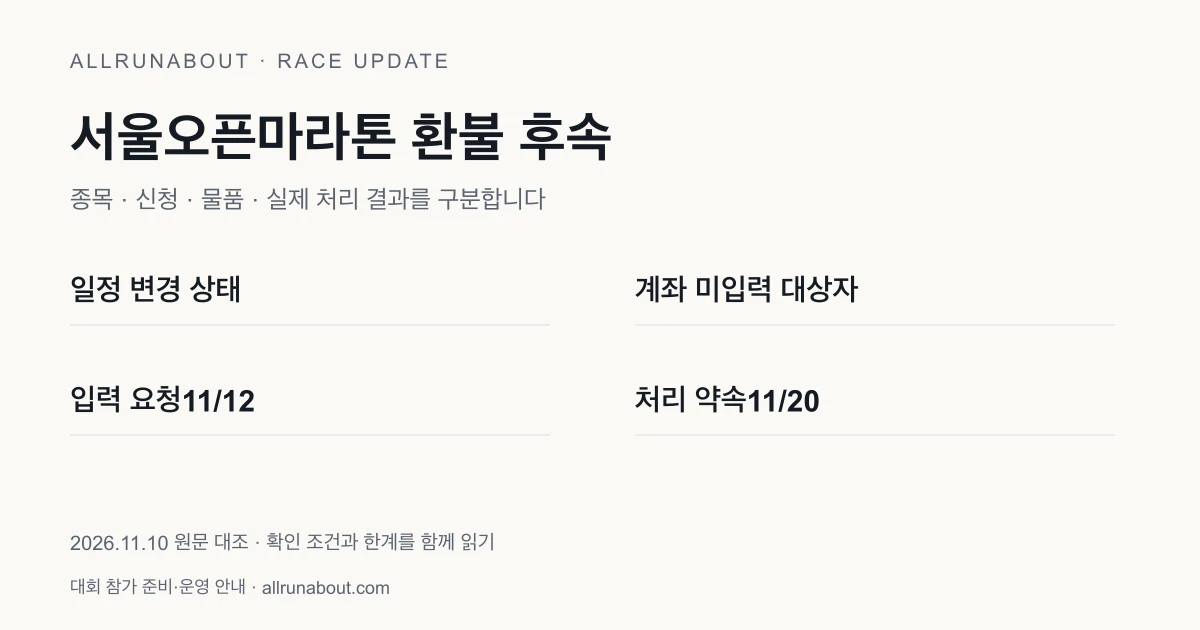 ALLRUNABOUT · RACE UPDATE
서울오픈마라톤 환불 후속
종목 · 신청 · 물품 · 실제 처리 결과를 구분합니다
일정 변경 상태
계좌 미입력 대상자
입력 요청11/12
처리 약속11/20
2026.11.10 원문 대조 · 확인 조건과 한계를 함께 읽기
대회 참가 준비·운영 안내 · allrunabout.com